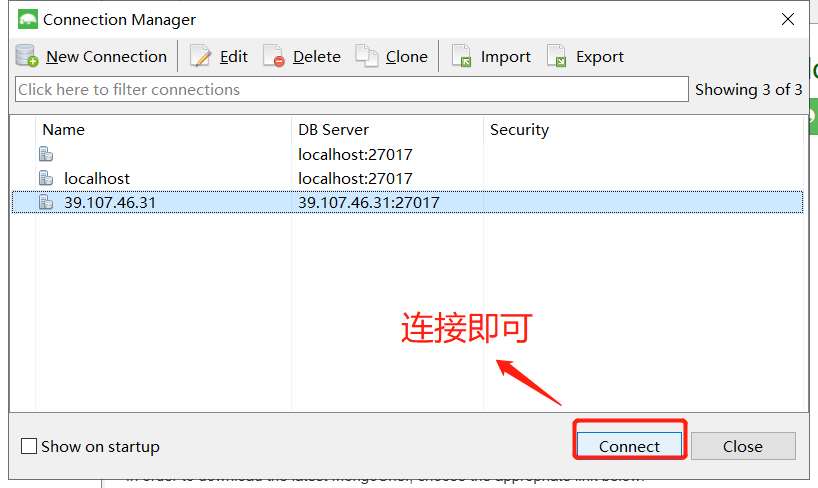 Connection Manager
New Connection Edit Delete Clone Import Export
Click here to filter connections Showing 3 of 3
Name DB Server Security
localhost:27017
localhost localhost:27017
39.107.46.31 39.107.46.31:27017
连接即可
Show on startup Connect Close